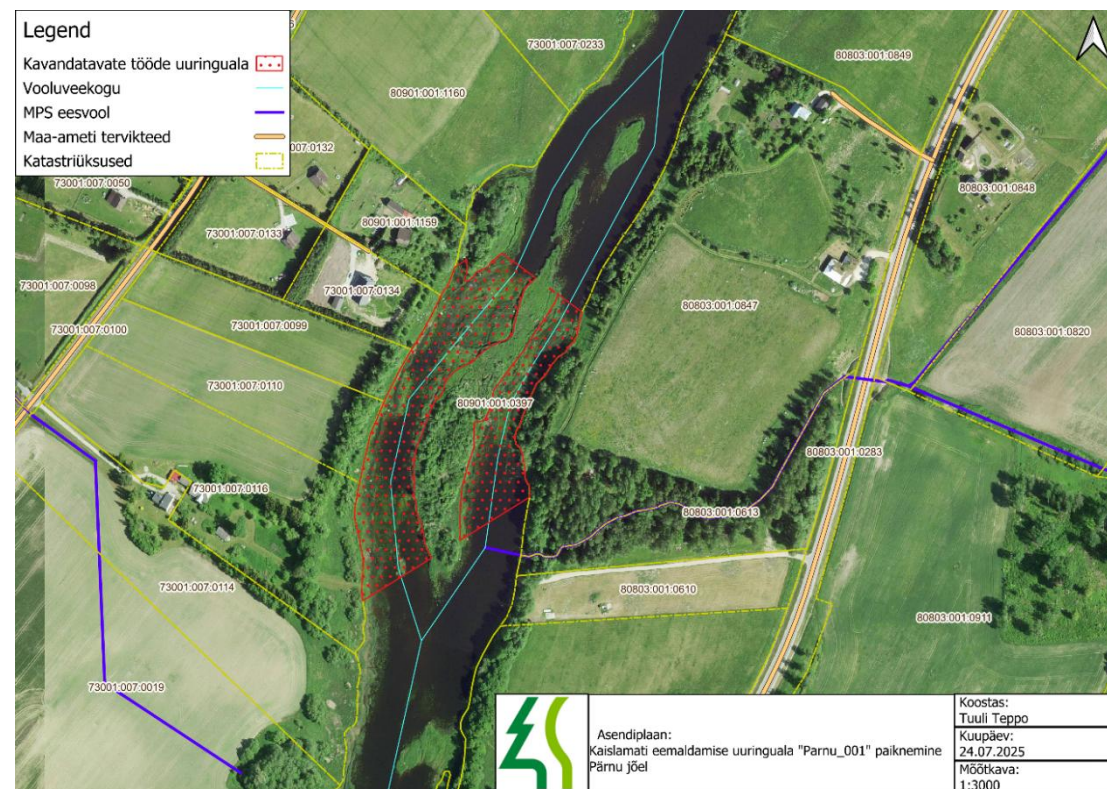 Legend
Kavandatavate tööde uuringuala
Vooluveekogu
MPS eesvool
Maa-ameti tervikteed
Katastriüksused
73001:007:0233
80803:001:0849
80901:001:1160
007:0132
73001:007:0050
80803:001:0848
80901:001:1159
73001:007:0133
73001:007:0098
73001:007:0134
80803:001:0847
73001:007:0100
73001:007:0099
80803:001:0820
73001:007:0110
80901:001:0397
80803:001:0283
73001:007:0116
80803:001:0613
73001:007:0114
80803:001:0610
80803:001:0911
73001:007:0019
Asendiplaan:
Kaislamati eemaldamise uuringuala "Parnu_001" paiknemine
Pärnu jõel
Koostas:
Tuuli Teppo
Kuupäev:
24.07.2025
Mõõtkava:
1:3000